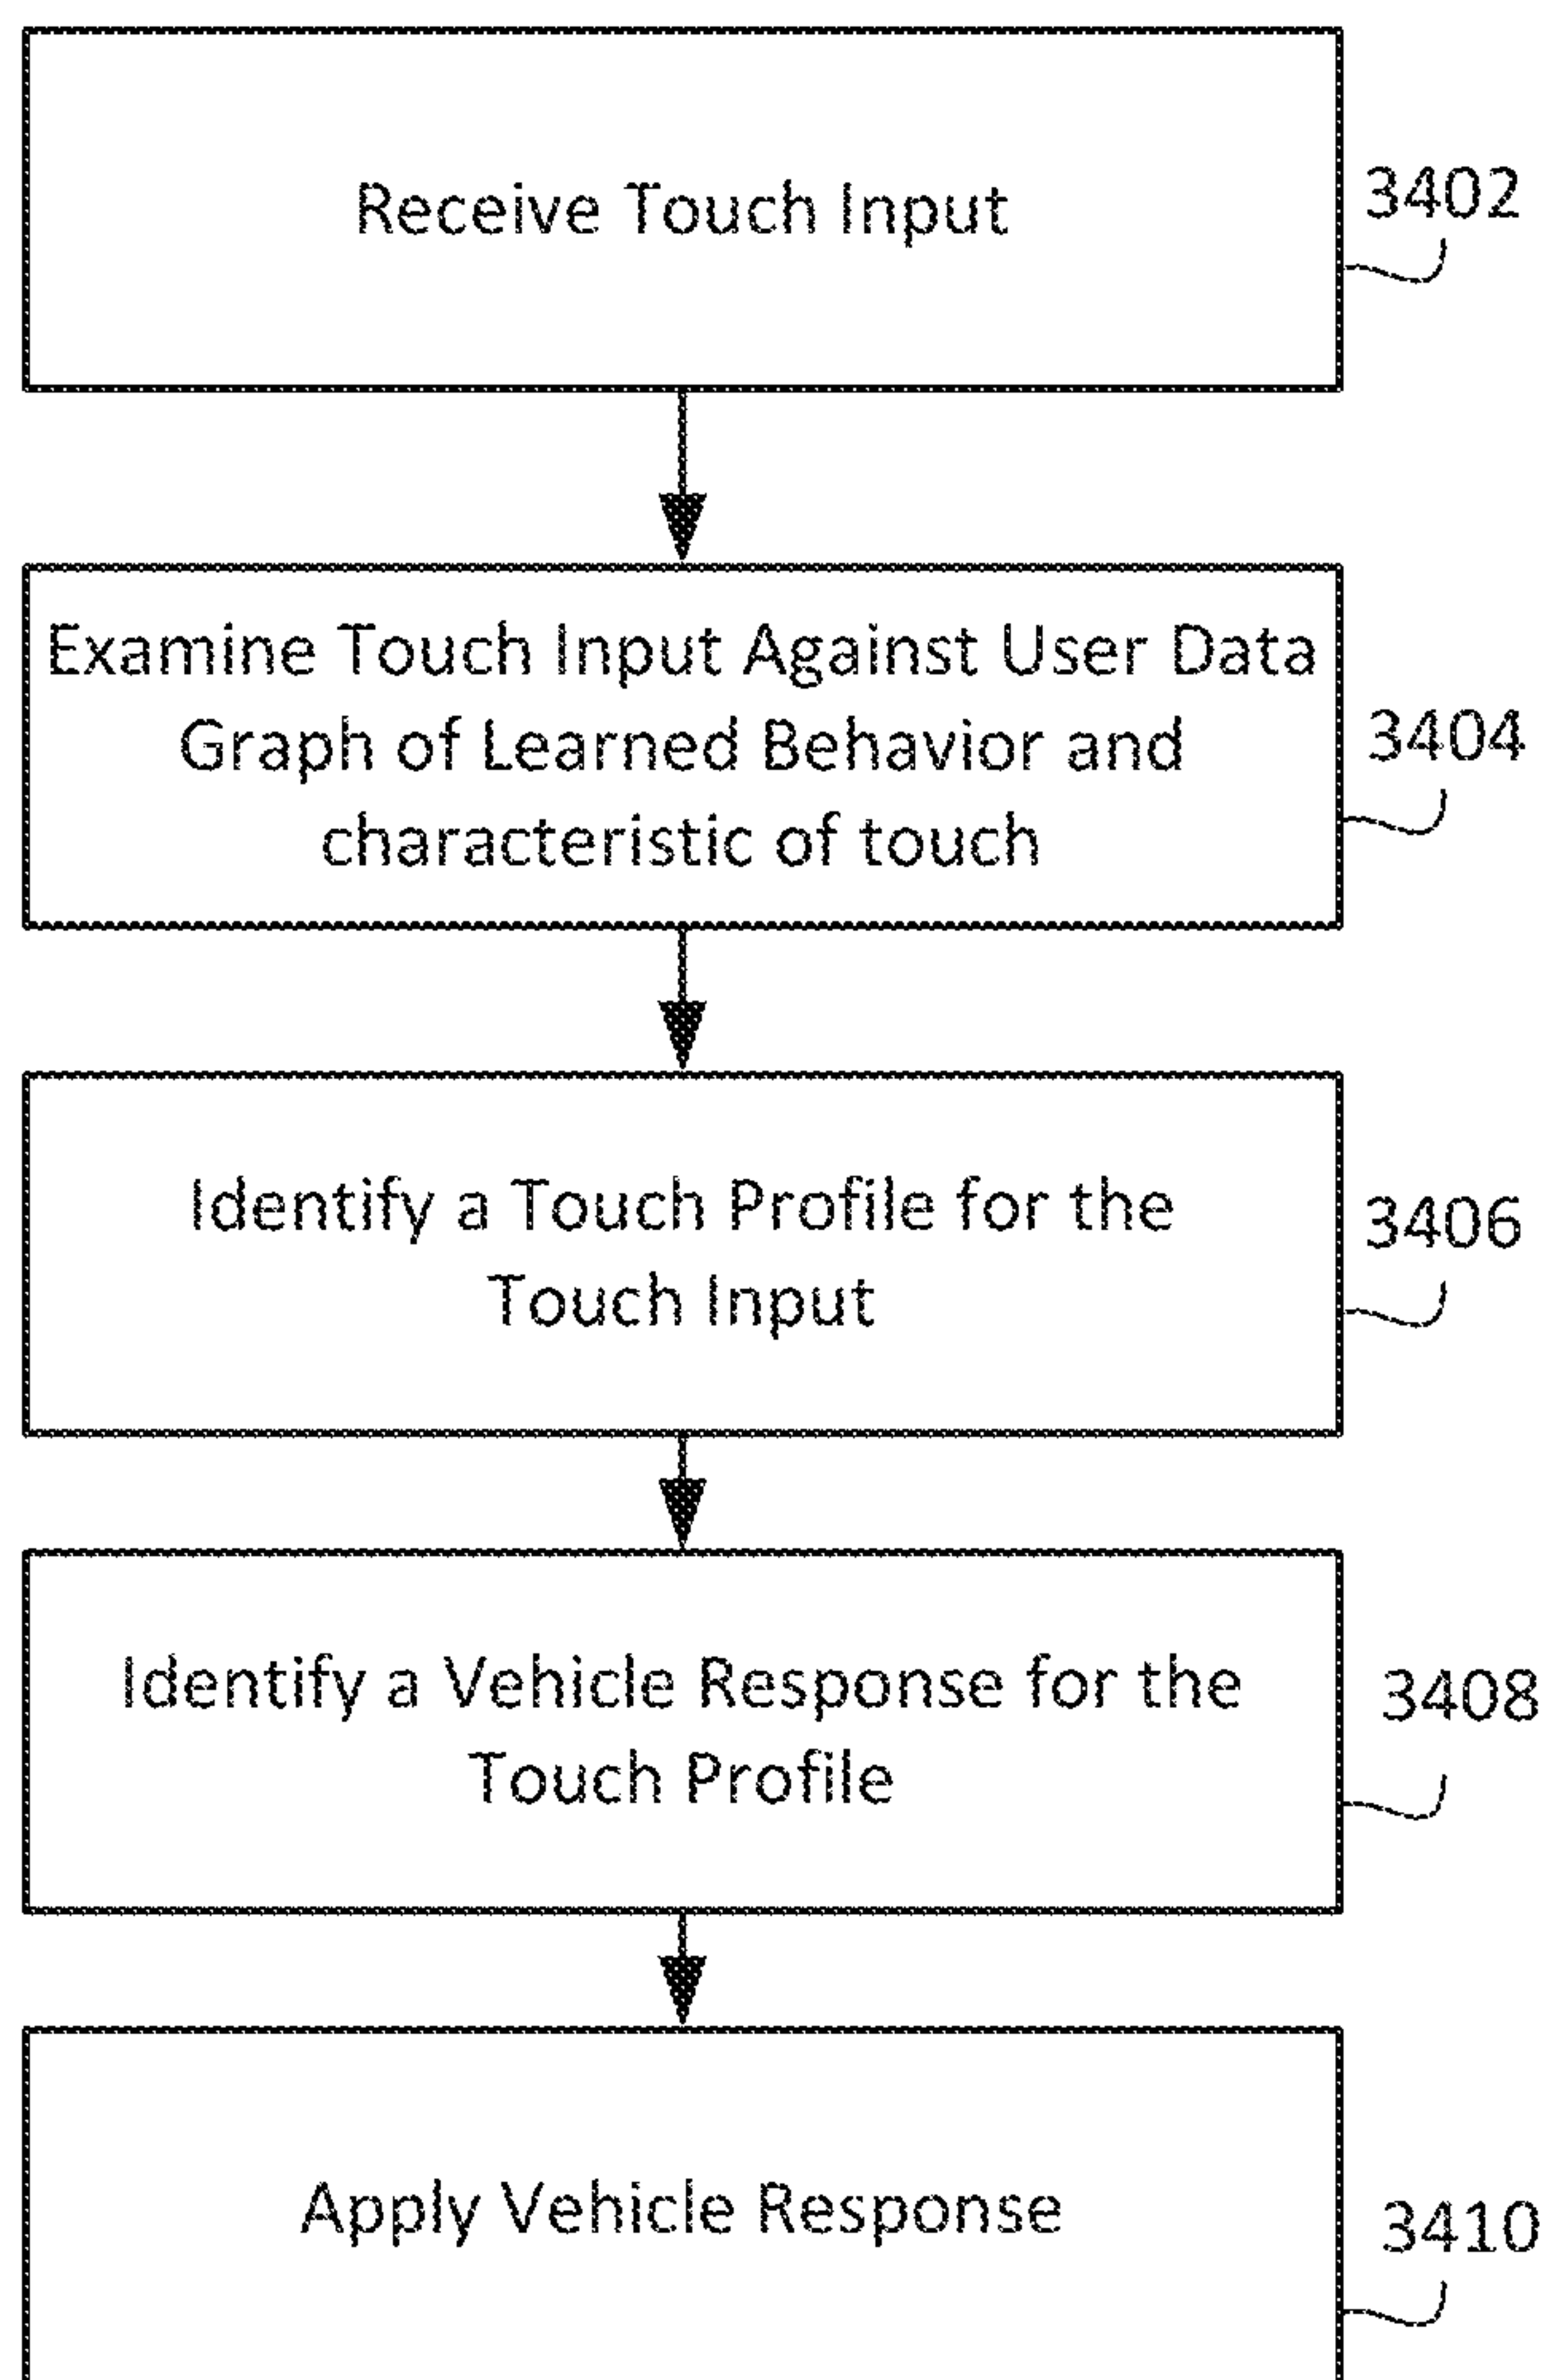 Receive Touch Input
3402
Examine Touch Input Against User Data
Graph of Learned Behavior and
characteristic of touch
3404
Identify a Touch Profile for the
Touch Input
3406
Identify a Vehicle Response for the
Touch Profile
3408
Apply Vehicle Response
3410